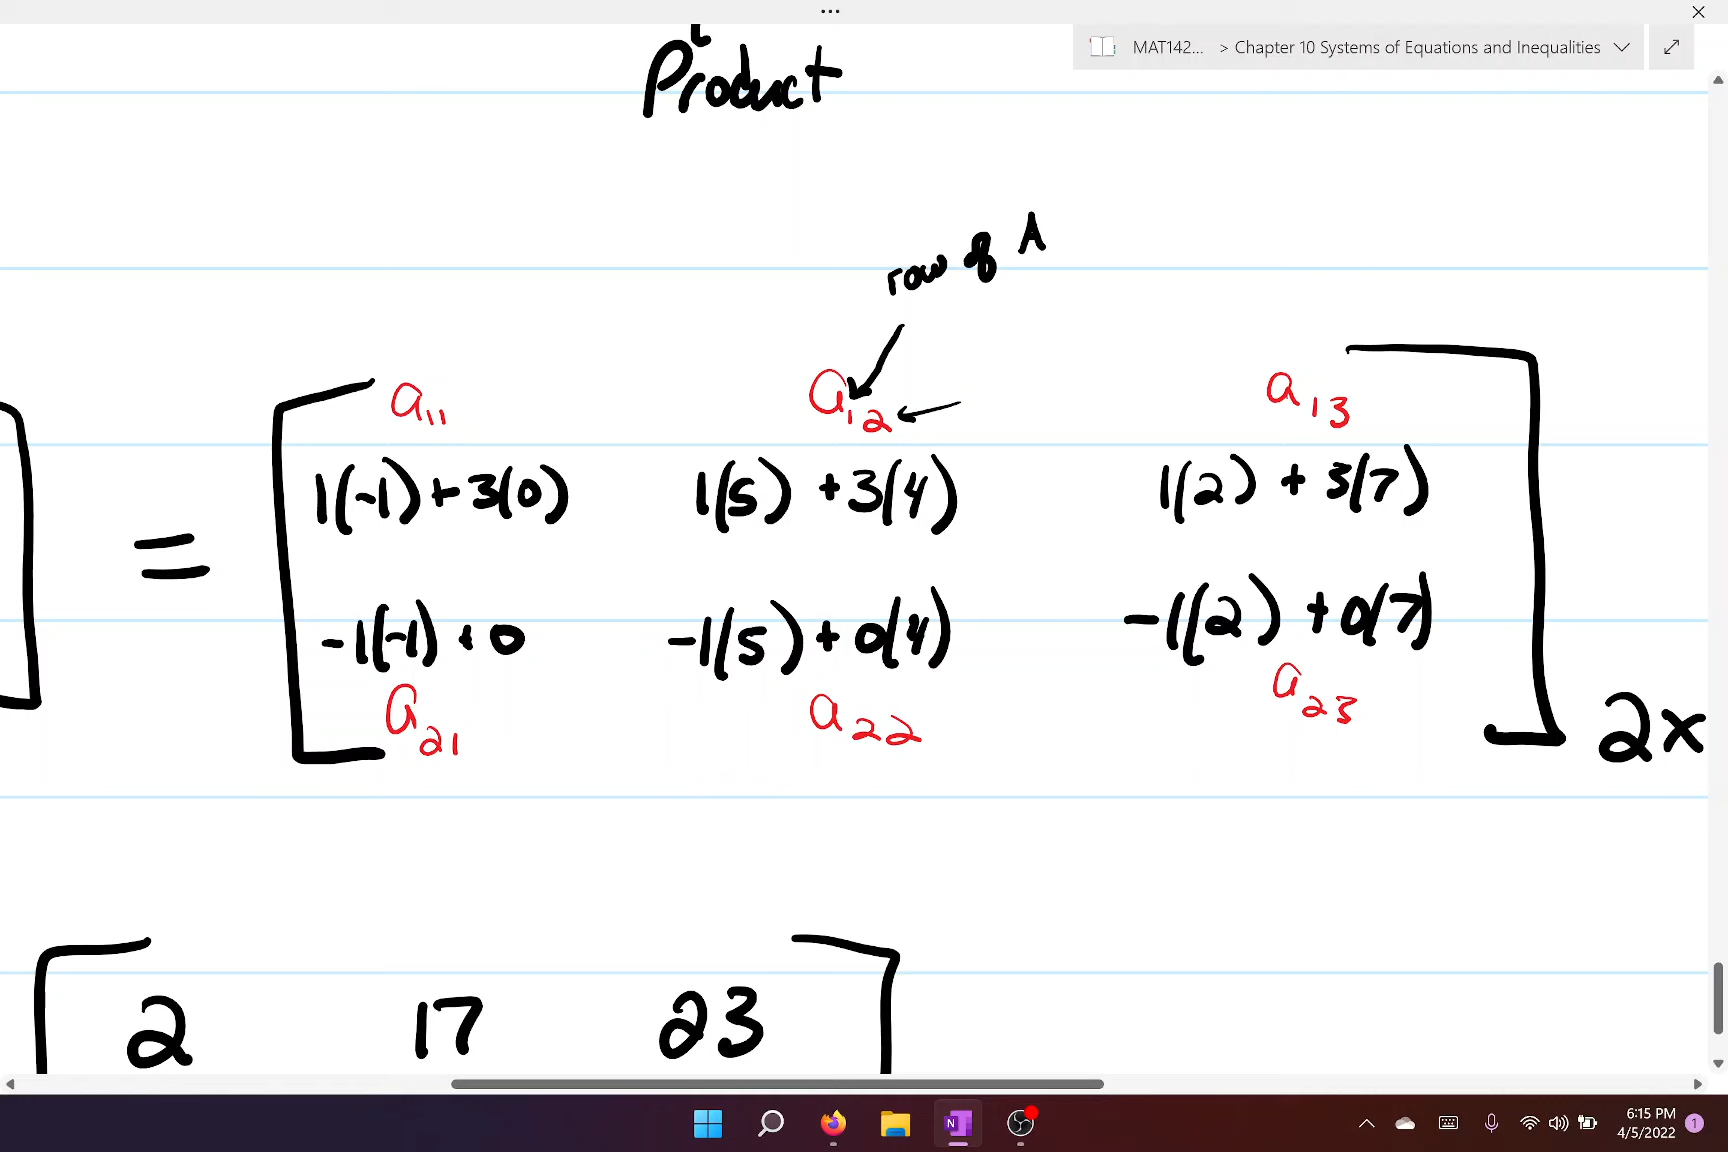 MAT142... > Chapter 10 Systems of Equations and Inequalities
Product
row of A
a11 a12 a13
1(-1)+3(0) 1(5)+3(4) 1(2)+3(7)
=
-1(-1)+0 -1(5)+0(4) -1(2)+0(7)
a21 a22 a23
2x
2 17 23
6:15 PM
4/5/2022
1